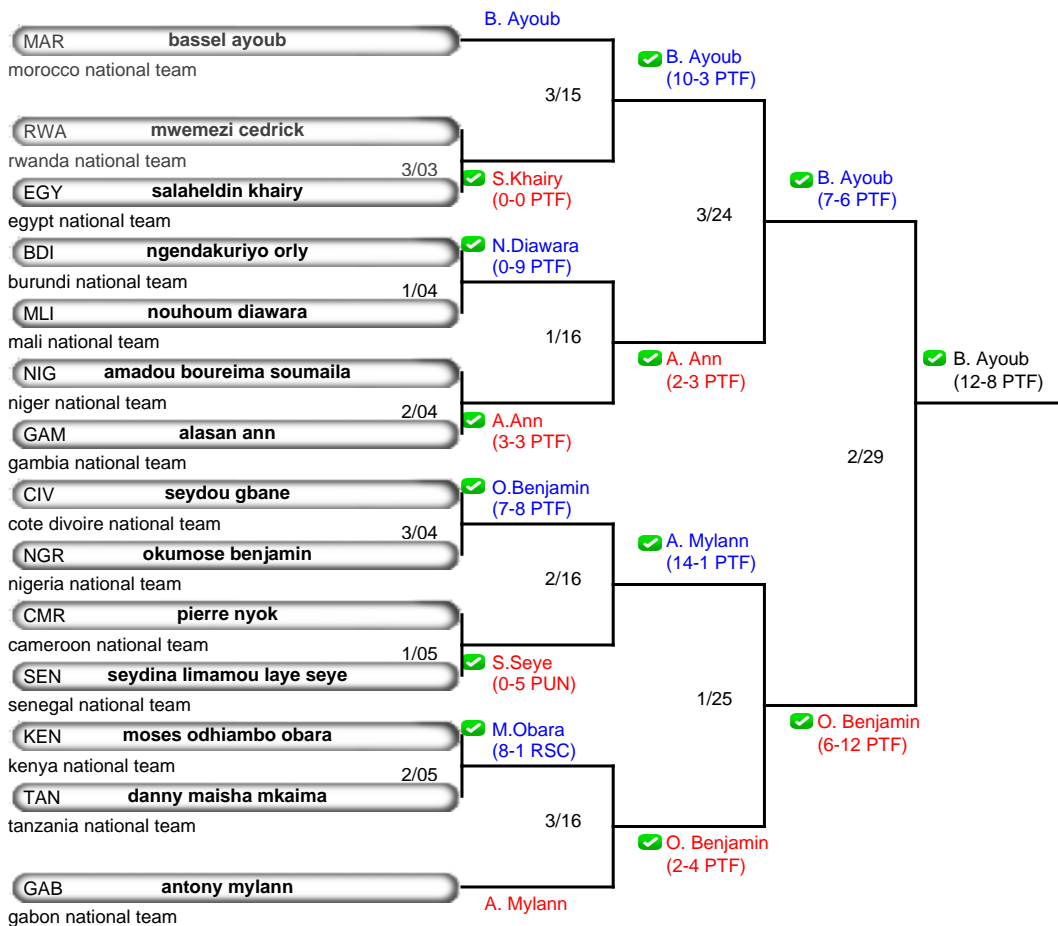 B. Ayoub
MAR bassel ayoub
morocco national team
B. Ayoub
(10-3 PTF)
3/15
RWA mwemezi cedrick
rwanda national team
3/03
EGY salaheldin khairy
egypt national team
S.Khairy
(0-0 PTF)
B. Ayoub
(7-6 PTF)
3/24
BDI ngendakuriyo orly
burundi national team
1/04
MLI nouhoum diawara
mali national team
N.Diawara
(0-9 PTF)
1/16
A. Ann
(2-3 PTF)
B. Ayoub
(12-8 PTF)
NIG amadou boureima soumaila
niger national team
2/04
GAM alasan ann
gambia national team
A.Ann
(3-3 PTF)
2/29
CIV seydou gbane
cote divoire national team
3/04
NGR okumose benjamin
nigeria national team
O.Benjamin
(7-8 PTF)
A. Mylann
(14-1 PTF)
2/16
CMR pierre nyok
cameroon national team
1/05
SEN seydina limamou laye seye
senegal national team
S.Seye
(0-5 PUN)
1/25
O. Benjamin
(6-12 PTF)
KEN moses odhiambo obara
kenya national team
2/05
TAN danny maisha mkaima
tanzania national team
M.Obara
(8-1 RSC)
3/16
O. Benjamin
(2-4 PTF)
GAB antony mylann
gabon national team
A. Mylann